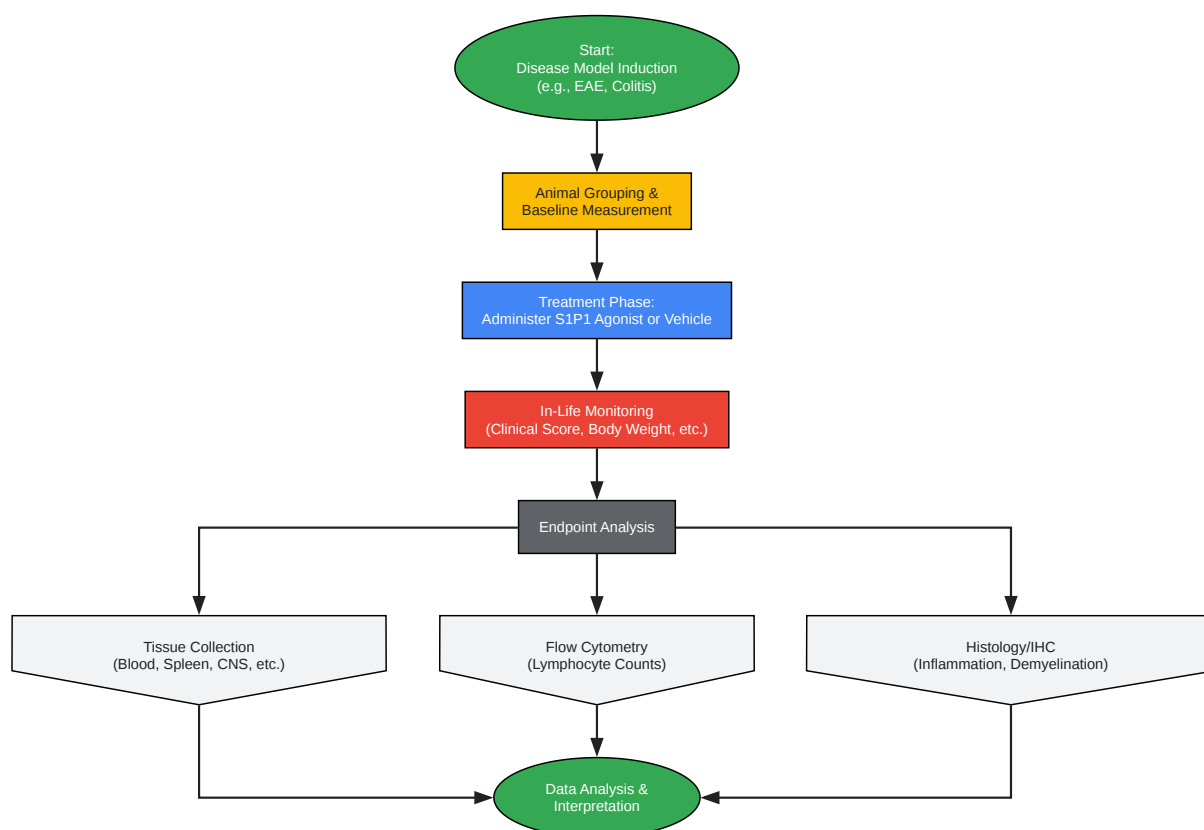 Start:
Disease Model Induction
(e.g., EAE, Colitis)
Animal Grouping &
Baseline Measurement
Treatment Phase:
Administer S1P1 Agonist or Vehicle
In-Life Monitoring
(Clinical Score, Body Weight, etc.)
Endpoint Analysis
Tissue Collection
(Blood, Spleen, CNS, etc.)
Flow Cytometry
(Lymphocyte Counts)
Histology/IHC
(Inflammation, Demyelination)
Data Analysis &
Interpretation